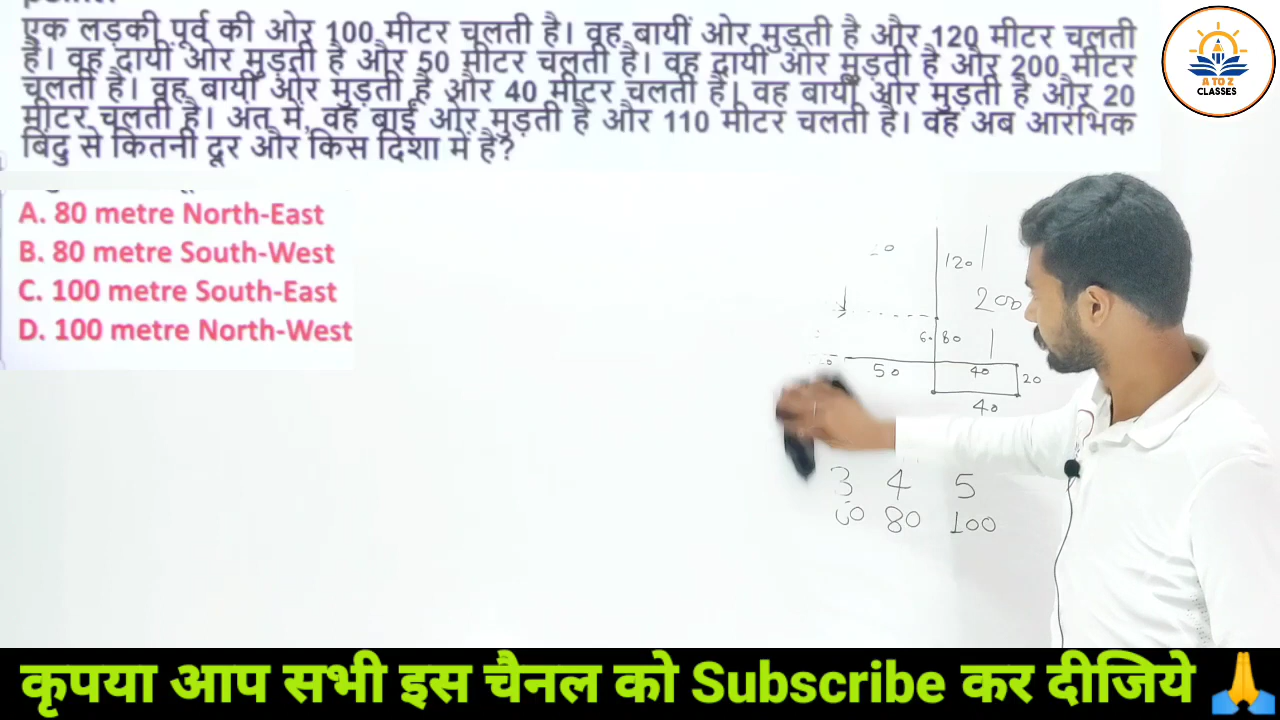 एक लड़की पूर्व की ओर 100 मीटर चलती है। वह बायीं ओर मुड़ती है और 120 मीटर चलती
है। वह दायीं ओर मुड़ती है और 50 मीटर चलती है। वह दायीं ओर मुड़ती है और 200 मीटर
चलती है। वह बायीं ओर मुड़ती है और 40 मीटर चलती है। वह बायीं ओर मुड़ती है और 20
मीटर चलती है। अंत में, वह बाईं ओर मुड़ती है और 110 मीटर चलती है। वह अब आरंभिक
बिंदु से कितनी दूर और किस दिशा में है?
A. 80 metre North-East
B. 80 metre South-West
C. 100 metre South-East
D. 100 metre North-West
A TO Z
CLASSES
120
200
80
50 40
20
40
3 4 5
80 100
कृपया आप सभी इस चैनल को Subscribe कर दीजिये 🙏